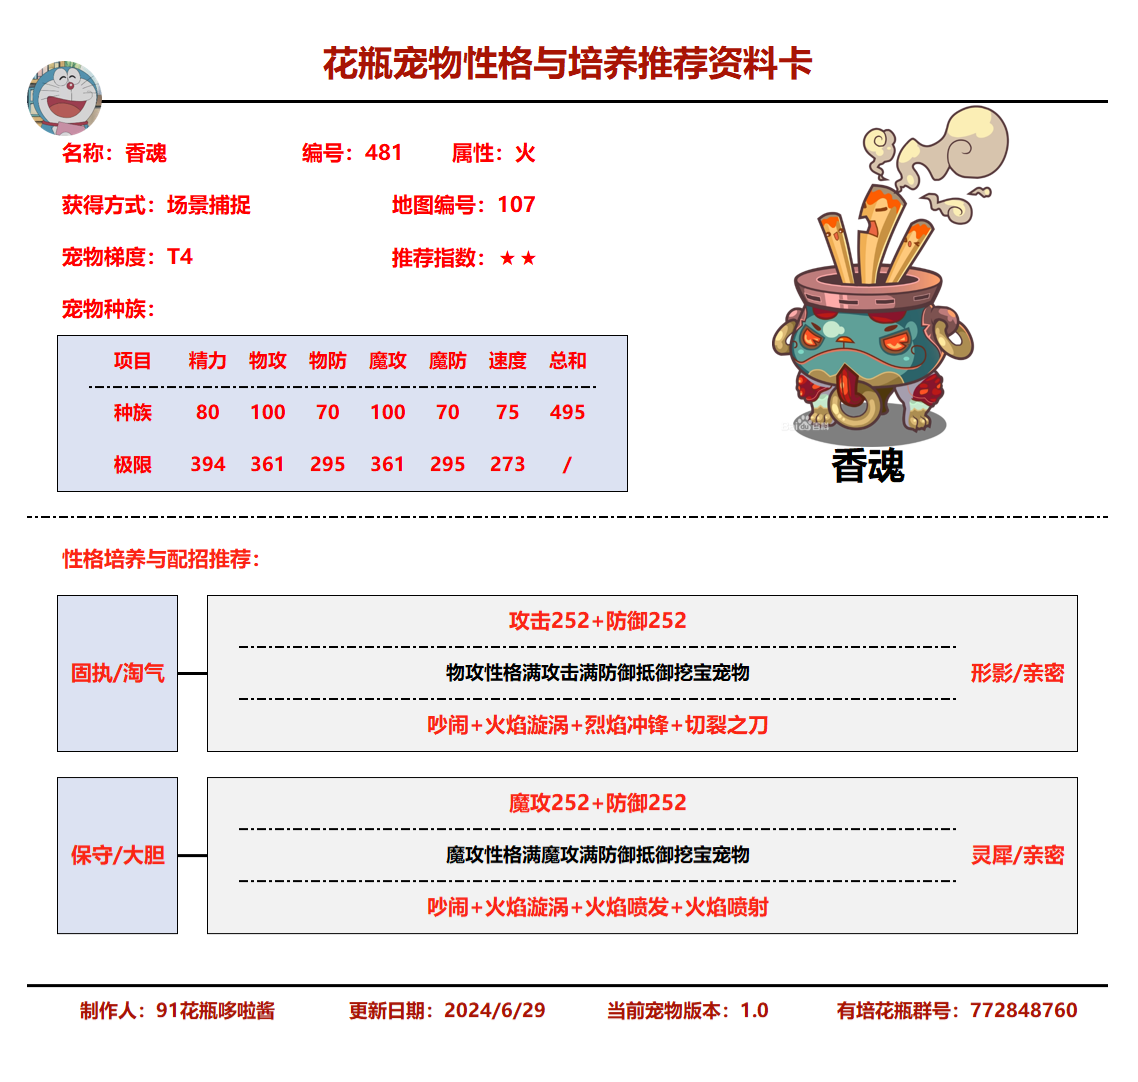 花瓶宠物性格与培养推荐资料卡
名称：香魂 编号：481 属性：火
获得方式：场景捕捉 地图编号：107
宠物梯度：T4 推荐指数：★★
宠物种族：
项目 精力 物攻 物防 魔攻 魔防 速度 总和
种族 80 100 70 100 70 75 495
极限 394 361 295 361 295 273 /
香魂
性格培养与配招推荐：
攻击252+防御252
固执/淘气 物攻性格满攻击满防御抵御挖宝宠物 形影/亲密
吵闹+火焰漩涡+烈焰冲锋+切裂之刀
魔攻252+防御252
保守/大胆 魔攻性格满魔攻满防御抵御挖宝宠物 灵犀/亲密
吵闹+火焰漩涡+火焰喷发+火焰喷射
制作人：91花瓶哆啦酱 更新日期：2024/6/29 当前宠物版本：1.0 有培花瓶群号：772848760